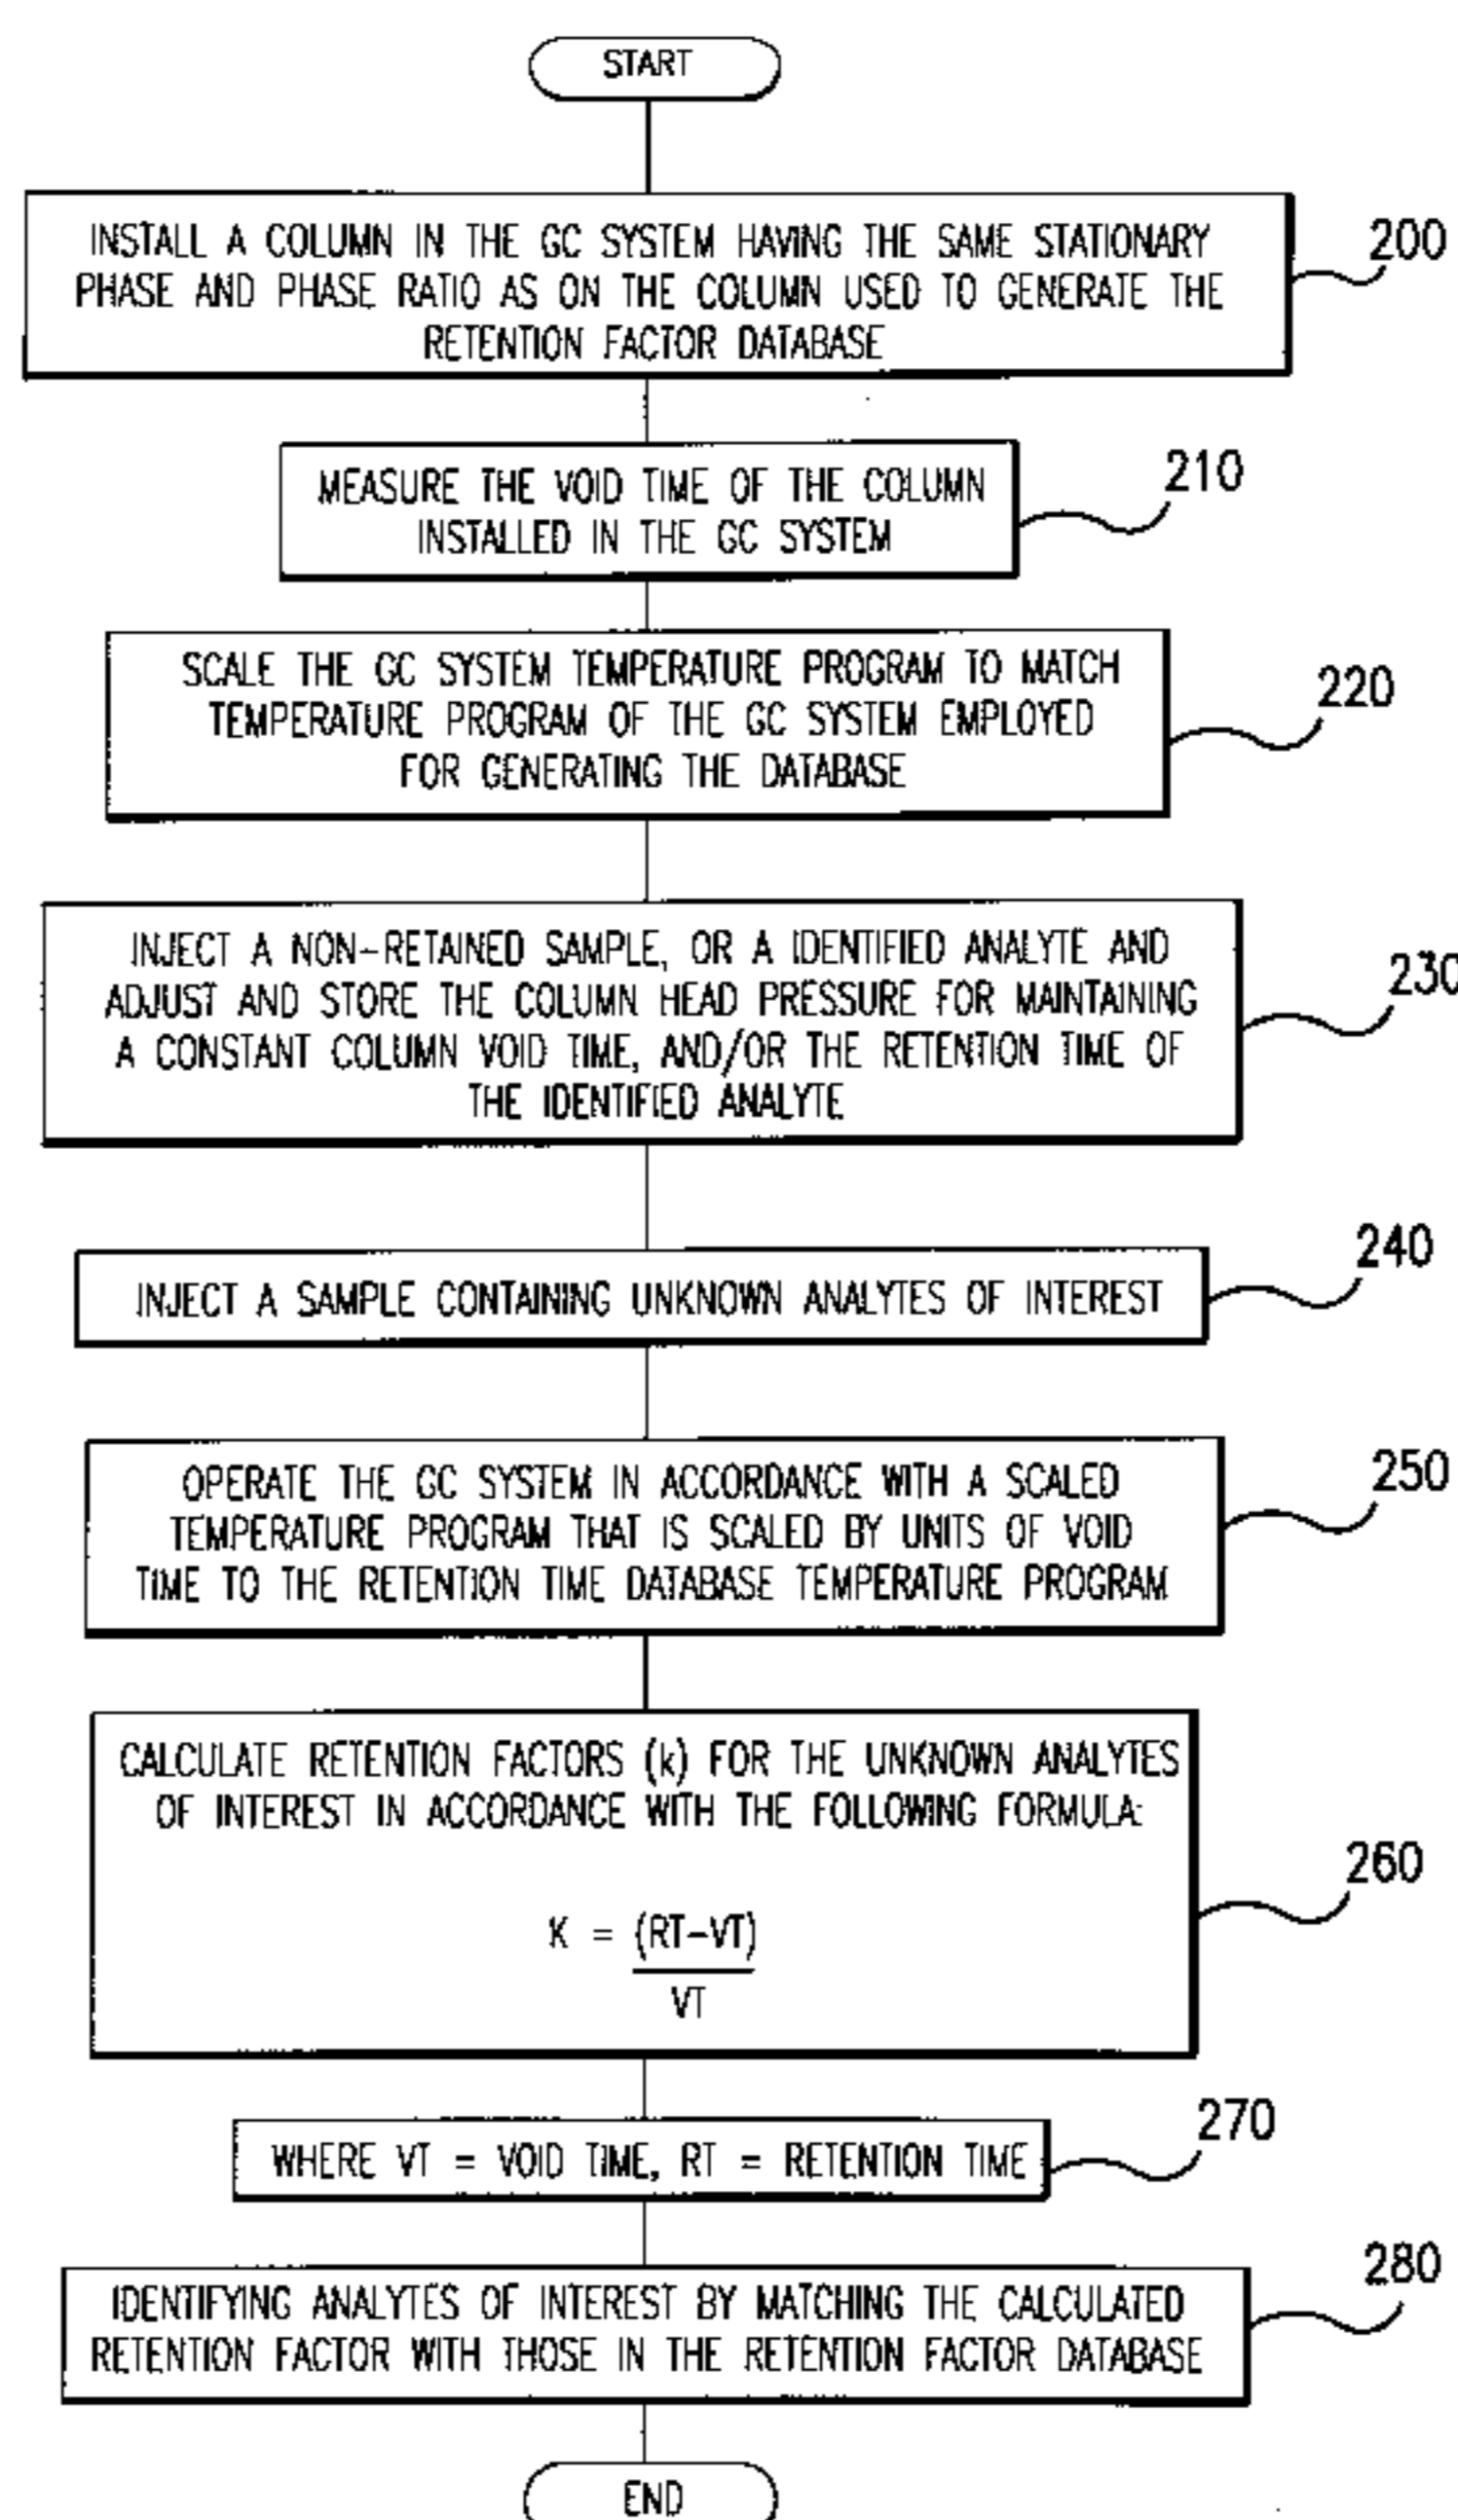 START
INSTALL A COLUMN IN THE GC SYSTEM HAVING THE SAME STATIONARY
PHASE AND PHASE RATIO AS ON THE COLUMN USED TO GENERATE THE
RETENTION FACTOR DATABASE
200
MEASURE THE VOID TIME OF THE COLUMN
INSTALLED IN THE GC SYSTEM
210
SCALE THE GC SYSTEM TEMPERATURE PROGRAM TO MATCH
TEMPERATURE PROGRAM OF THE GC SYSTEM EMPLOYED
FOR GENERATING THE DATABASE
220
INJECT A NON-RETAINED SAMPLE, OR A IDENTIFIED ANALYTE AND
ADJUST AND STORE THE COLUMN HEAD PRESSURE FOR MAINTAINING
A CONSTANT COLUMN VOID TIME, AND/OR THE RETENTION TIME OF
THE IDENTIFIED ANALYTE
230
INJECT A SAMPLE CONTAINING UNKNOWN ANALYTES OF INTEREST
240
OPERATE THE GC SYSTEM IN ACCORDANCE WITH A SCALED
TEMPERATURE PROGRAM THAT IS SCALED BY UNITS OF VOID
TIME TO THE RETENTION TIME DATABASE TEMPERATURE PROGRAM
250
CALCULATE RETENTION FACTORS (k) FOR THE UNKNOWN ANALYTES
OF INTEREST IN ACCORDANCE WITH THE FOLLOWING FORMULA:
K = (RT-VT)
VT
260
WHERE VT = VOID TIME, RT = RETENTION TIME
270
IDENTIFYING ANALYTES OF INTEREST BY MATCHING THE CALCULATED
RETENTION FACTOR WITH THOSE IN THE RETENTION FACTOR DATABASE
280
END